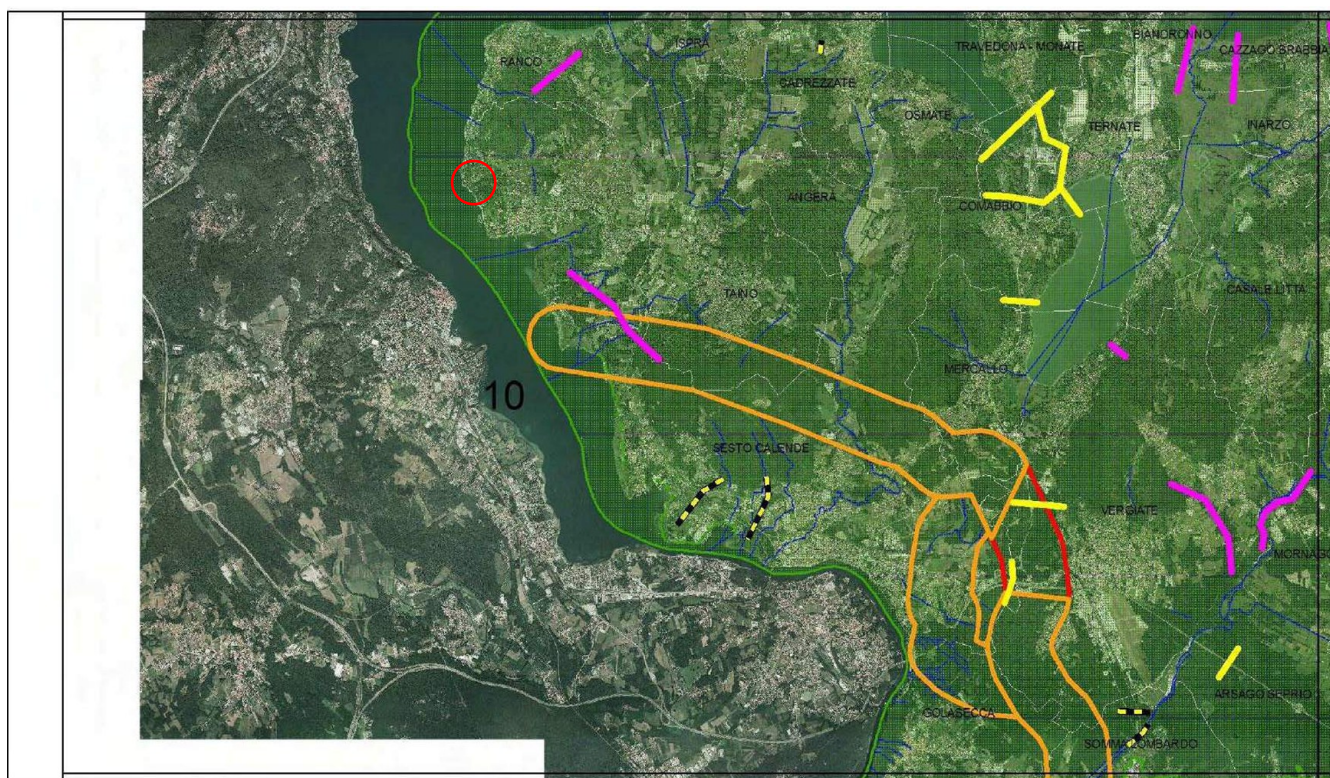 BIANDRONNO
ISPRA
TRAVEDONA - MONATE
CAZZAGO BRABBIA
RANCO
CADREZZATE
OSMATE
TERNATE
INARZO
ANGERA
COMABBIO
CASALE LITTA
TAINO
MERCALLO
10
SESTO CALENDE
VERGIATE
MORNAGO
ARSAGO SEPRIO
GOLASECCA
SOMMA LOMBARDO